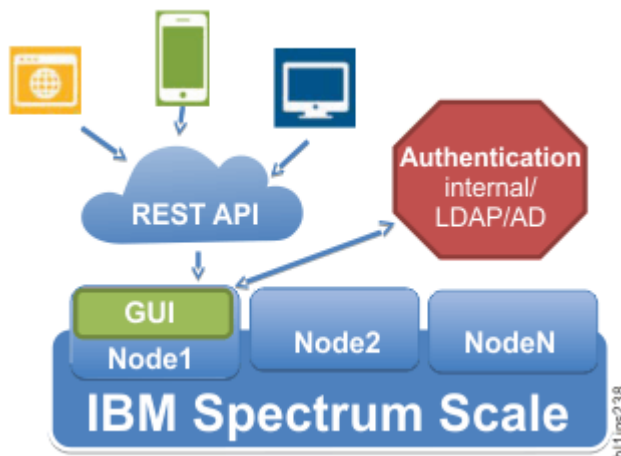 Authentication
internal/
LDAP/AD
REST API
GUI
Node1
Node2
NodeN
IBM Spectrum Scale